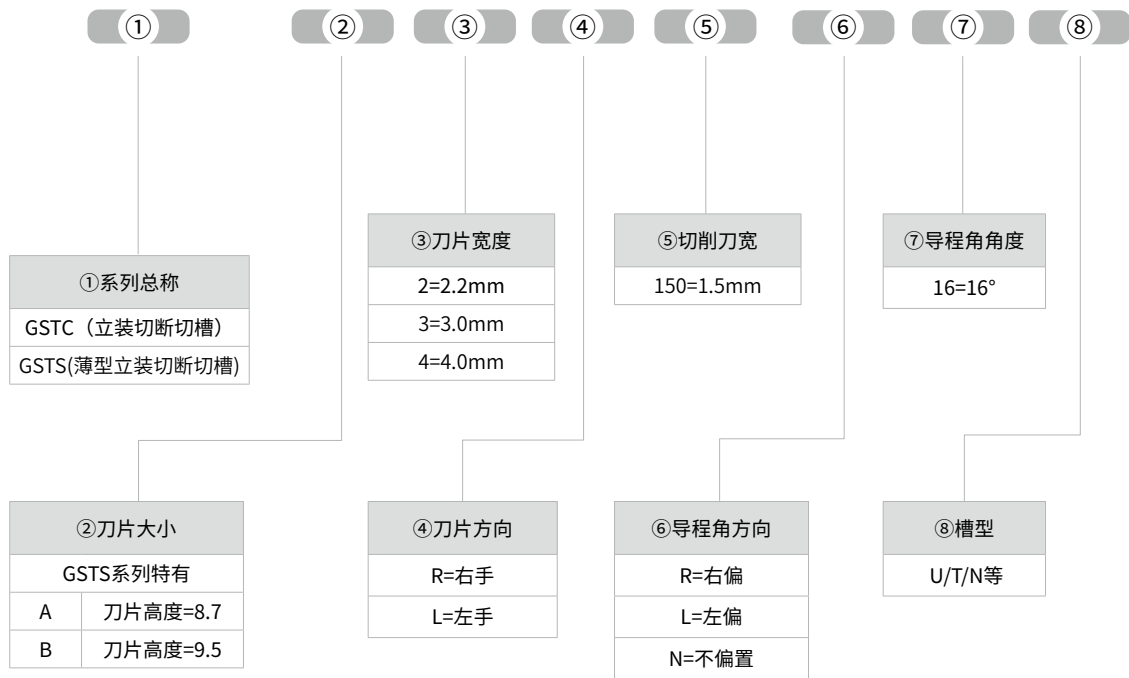 ① ② ③ ④ ⑤ ⑥ ⑦ ⑧
①系列总称
GSTC（立装切断切槽）
GSTS(薄型立装切断切槽)
③刀片宽度
2=2.2mm
3=3.0mm
4=4.0mm
⑤切削刀宽
150=1.5mm
⑦导程角角度
16=16°
②刀片大小
GSTS系列特有
A 刀片高度=8.7
B 刀片高度=9.5
④刀片方向
R=右手
L=左手
⑥导程角方向
R=右偏
L=左偏
N=不偏置
⑧槽型
U/T/N等